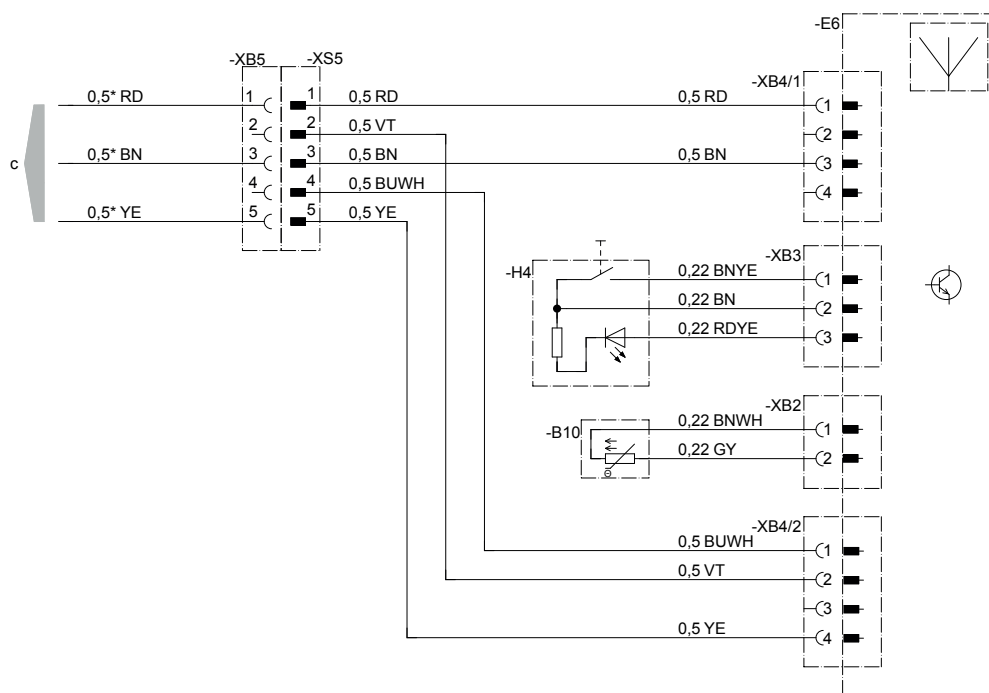 -E6
-XB5
-XS5
-XB4/1
0,5* RD
1
1
0,5 RD
0,5 RD
1
2
2
0,5 VT
2
c
0,5* BN
3
3
0,5 BN
0,5 BN
3
4
4
0,5 BUWH
4
0,5* YE
5
5
0,5 YE
-XB3
-H4
0,22 BNYE
1
0,22 BN
2
0,22 RDYE
3
-XB2
-B10
0,22 BNWH
1
0,22 GY
2
-XB4/2
0,5 BUWH
1
0,5 VT
2
3
0,5 YE
4